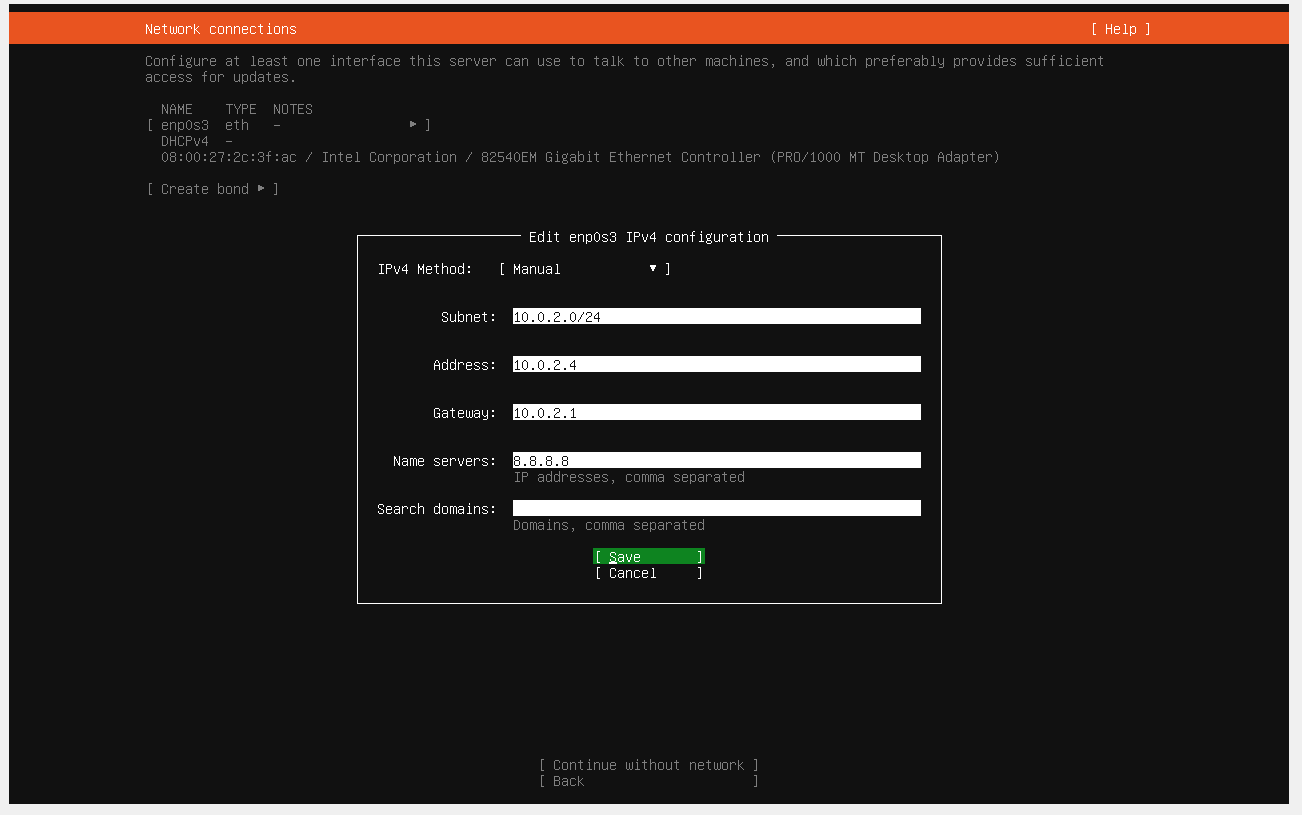 Network connections [ Help ]
Configure at least one interface this server can use to talk to other machines, and which preferably provides sufficient
access for updates.
NAME TYPE NOTES
[ enp0s3 eth - ▸ ]
DHCPv4 -
08:00:27:2c:3f:ac / Intel Corporation / 82540EM Gigabit Ethernet Controller (PRO/1000 MT Desktop Adapter)
[ Create bond ▸ ]
Edit enp0s3 IPv4 configuration
IPv4 Method: [ Manual ▾ ]
Subnet: 10.0.2.0/24
Address: 10.0.2.4
Gateway: 10.0.2.1
Name servers: 8.8.8.8
IP addresses, comma separated
Search domains:
Domains, comma separated
[ Save ]
[ Cancel ]
[ Continue without network ]
[ Back ]